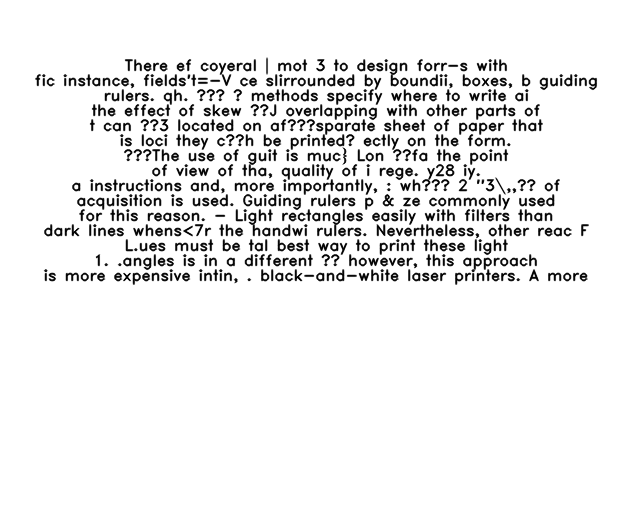 There ef coyeral | mot 3 to design forr-s with
fic instance, fields't=-V ce slirrounded by boundii, boxes, b guiding
rulers. qh. ??? ? methods specify where to write ai
the effect of skew ??J overlapping with other parts of
t can ??3 located on af???sparate sheet of paper that
is loci they c??h be printed? ectly on the form.
???The use of guit is muc} Lon ??fa the point
of view of tha, quality of i rege. y28 iy.
a instructions and, more importantly, : wh??? 2 "3\,,?? of
acquisition is used. Guiding rulers p & ze commonly used
for this reason. - Light rectangles easily with filters than
dark lines whens<7r the handwi rulers. Nevertheless, other reac F
L.ues must be tal best way to print these light
1. .angles is in a different ?? however, this approach
is more expensive intin, . black-and-white laser printers. A more